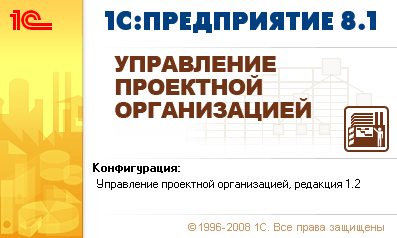 1С
1С:ПРЕДПРИЯТИЕ 8.1
УПРАВЛЕНИЕ
ПРОЕКТНОЙ
ОРГАНИЗАЦИЕЙ
Конфигурация:
Управление проектной организацией, редакция 1.2
©1996-2008 1С. Все права защищены